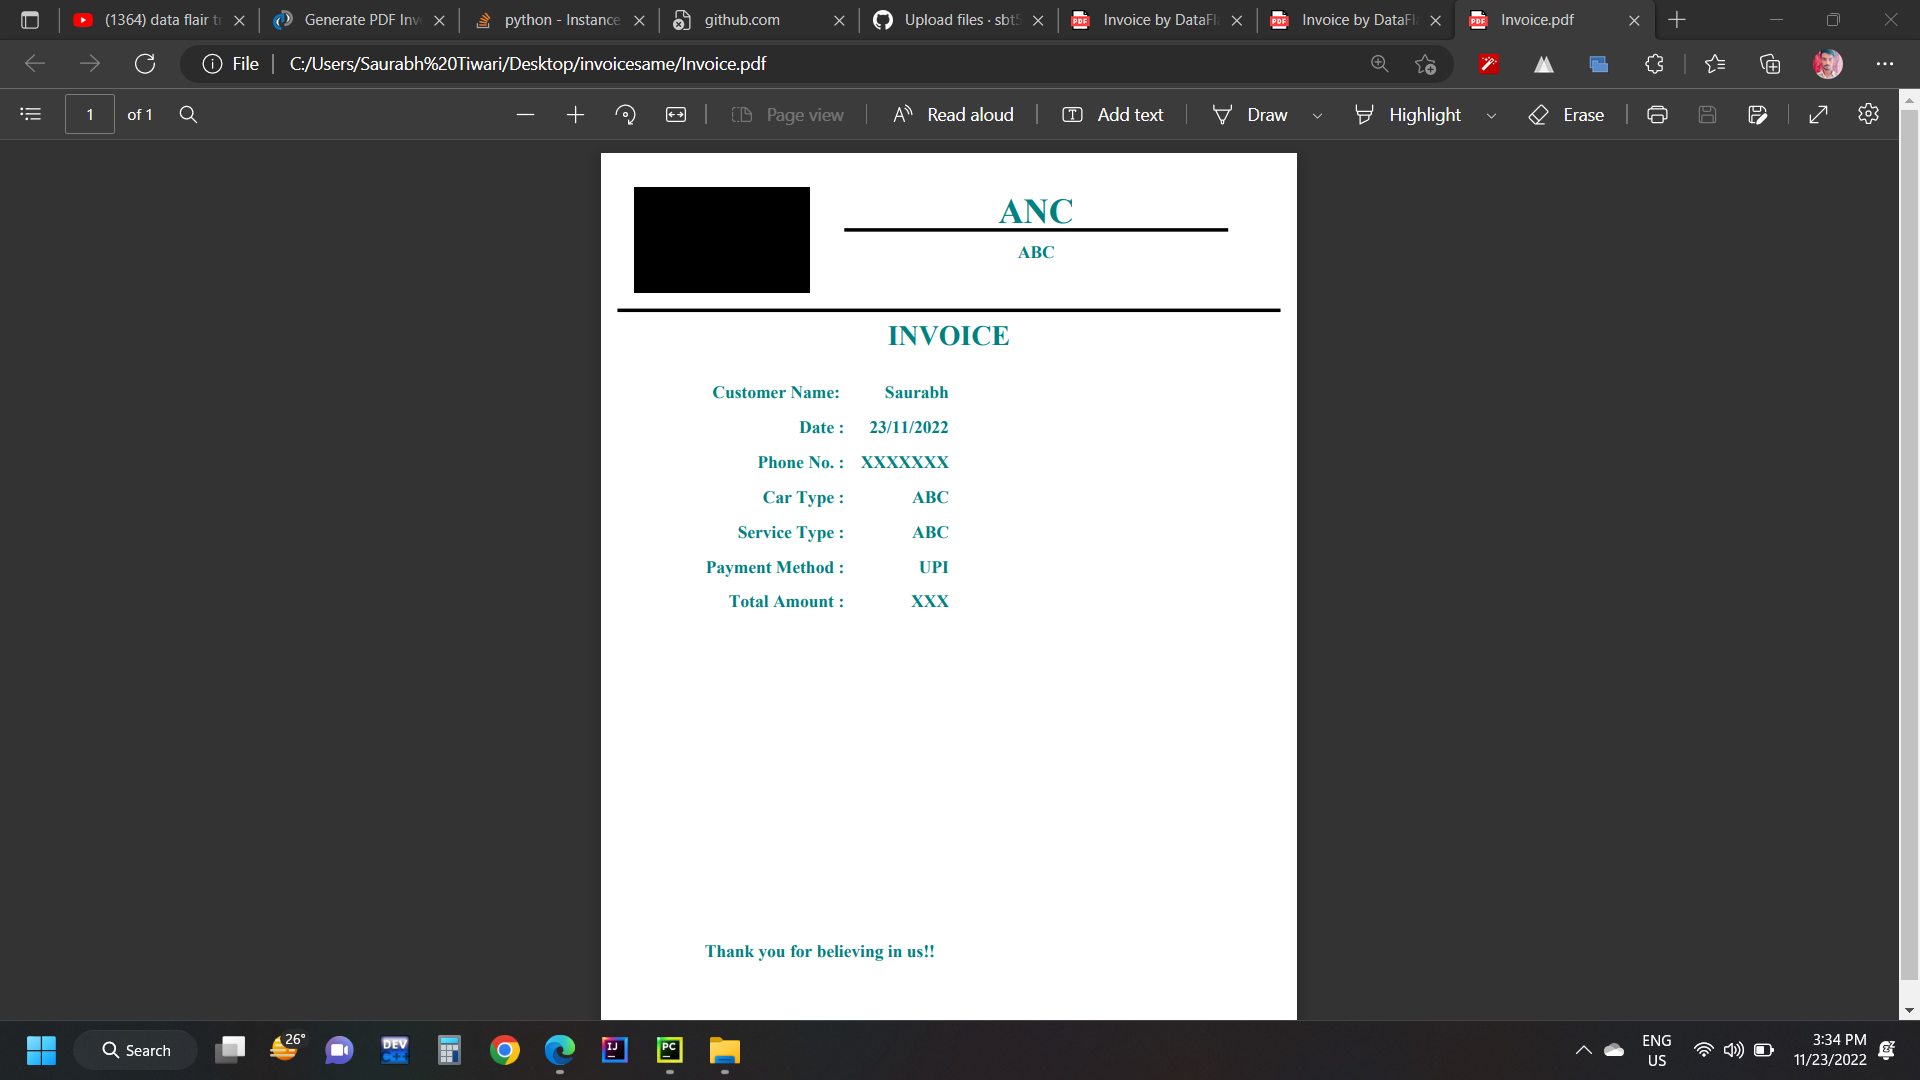 (1364) data flair tr
Generate PDF Inv
python - Instance
github.com
Upload files · sbt5
Invoice by DataFl
Invoice by DataFl
Invoice.pdf
File
C:/Users/Saurabh%20Tiwari/Desktop/invoicesame/Invoice.pdf
1 of 1
Page view
Read aloud
Add text
Draw
Highlight
Erase
ANC
ABC
INVOICE
Customer Name: Saurabh
Date : 23/11/2022
Phone No. : XXXXXXX
Car Type : ABC
Service Type : ABC
Payment Method : UPI
Total Amount : XXX
Thank you for believing in us!!
Search
26°
DEV
C++
IJ
PC
ENG
US
3:34 PM
11/23/2022